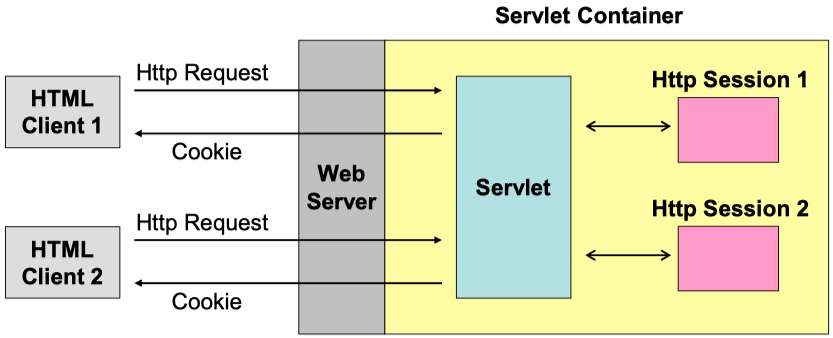 Servlet Container
Http Request
HTML
Client 1
Cookie
Web
Server
Servlet
Http Session 1
Http Request
HTML
Client 2
Cookie
Http Session 2